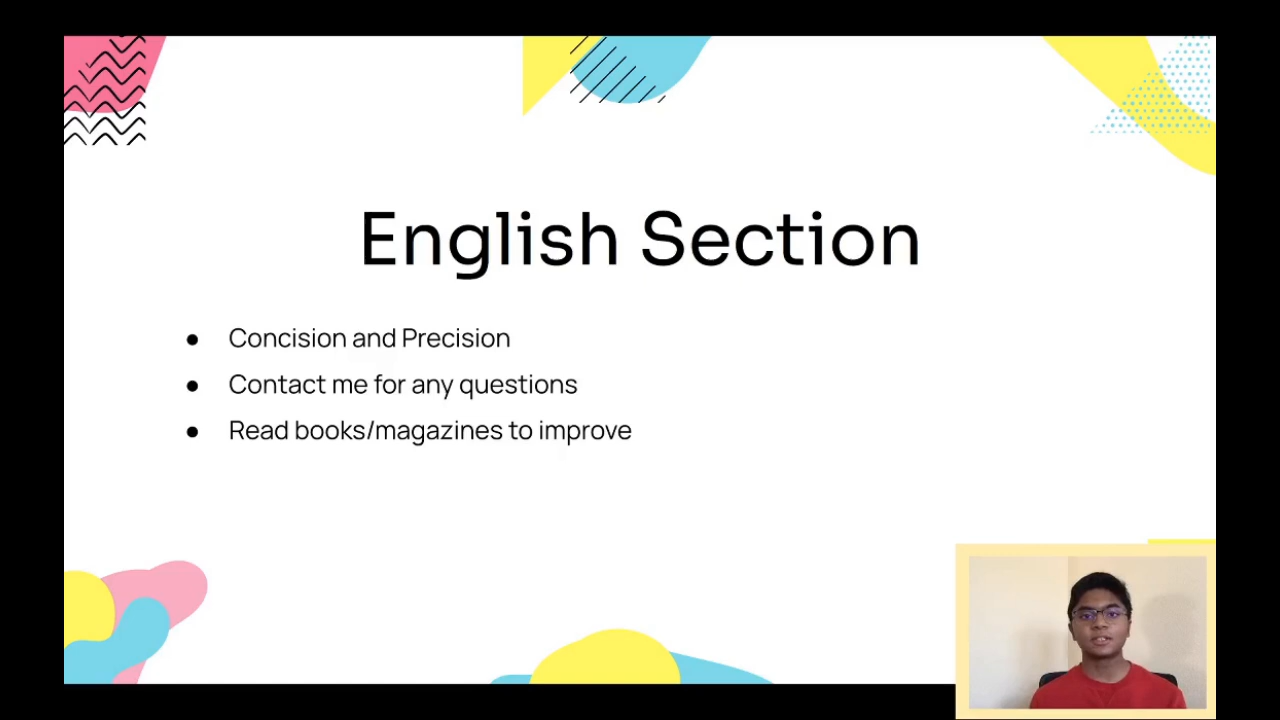 English Section
● Concision and Precision
● Contact me for any questions
● Read books/magazines to improve